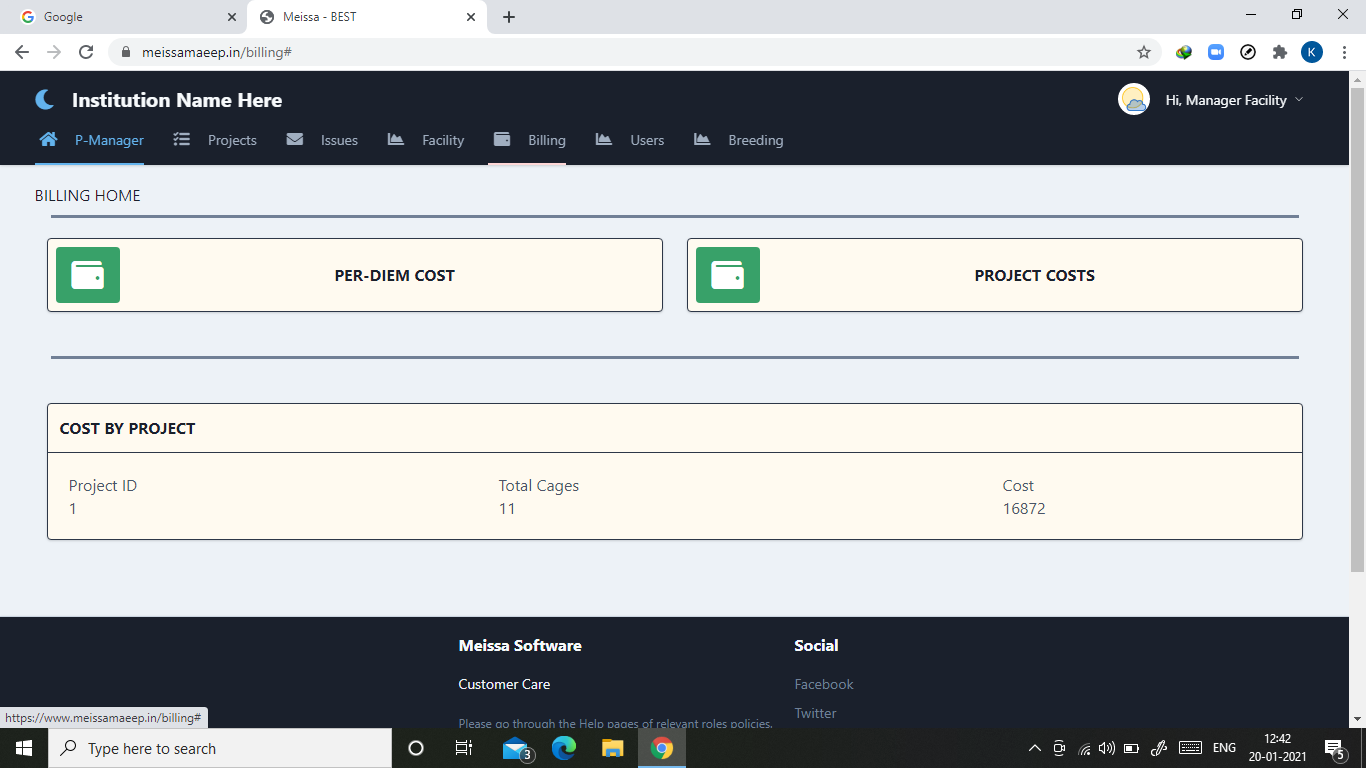 Google
Meissa - BEST
meissamaeep.in/billing#
K
Institution Name Here
Hi, Manager Facility
P-Manager Projects Issues Facility Billing Users Breeding
BILLING HOME
PER-DIEM COST
PROJECT COSTS
COST BY PROJECT
Project ID Total Cages Cost
1 11 16872
Meissa Software Social
Customer Care Facebook
Twitter
Please go through the Help pages of relevant roles policies.
https://www.meissamaeep.in/billing#
Type here to search
3
ENG
12:42
20-01-2021
5